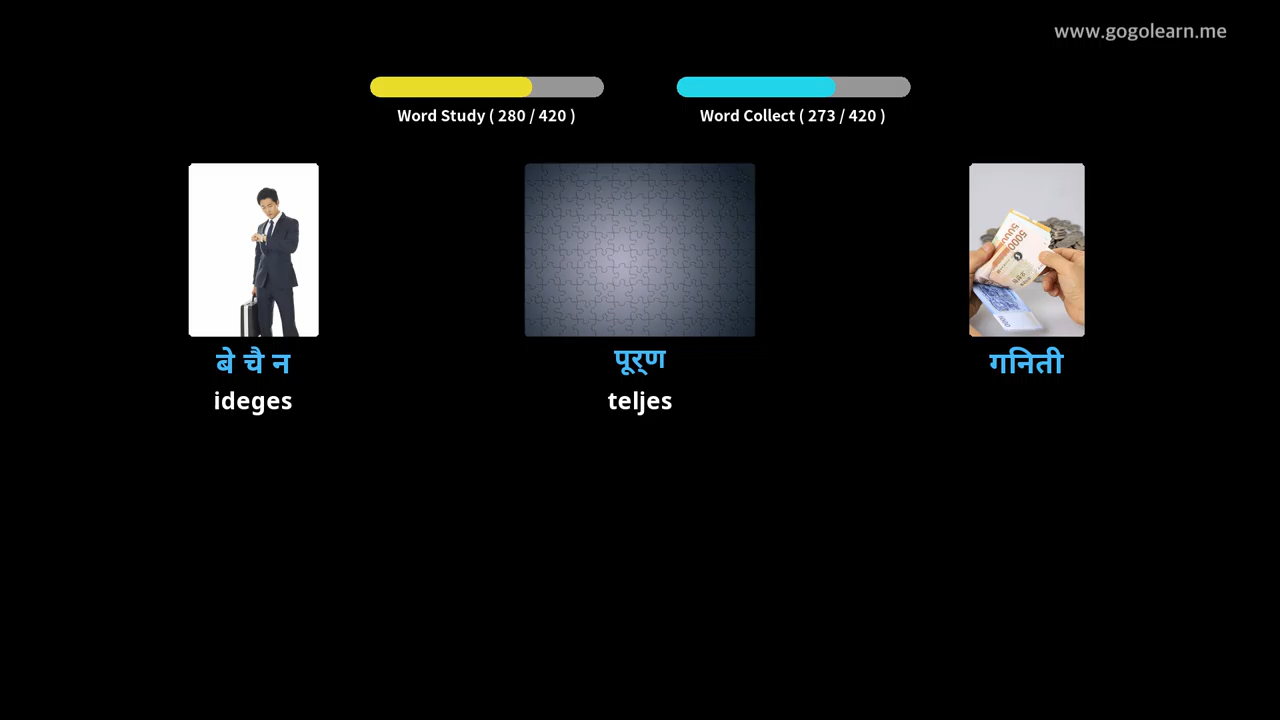 www.gogolearn.me
Word Study ( 280 / 420 )
Word Collect ( 273 / 420 )
बे चै न
पूर्ण
गनिती
ideges
teljes